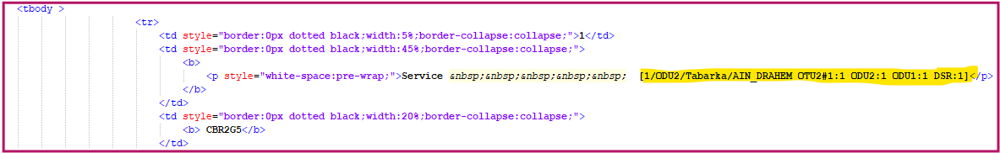 <tbody >
<tr>
<td style="border:0px dotted black;width:5%;border-collapse:collapse;">1</td>
<td style="border:0px dotted black;width:45%;border-collapse:collapse;">
<b>
<p style="white-space:pre-wrap;">Service &nbsp;&nbsp;&nbsp;&nbsp;&nbsp;  [1/ODU2/Tabarka/AIN_DRAHEM OTU2#1:1 ODU2:1 ODU1:1 DSR:1]</p>
</b>
</td>
<td style="border:0px dotted black;width:20%;border-collapse:collapse;">
<b> CBR2G5</b>
</td>